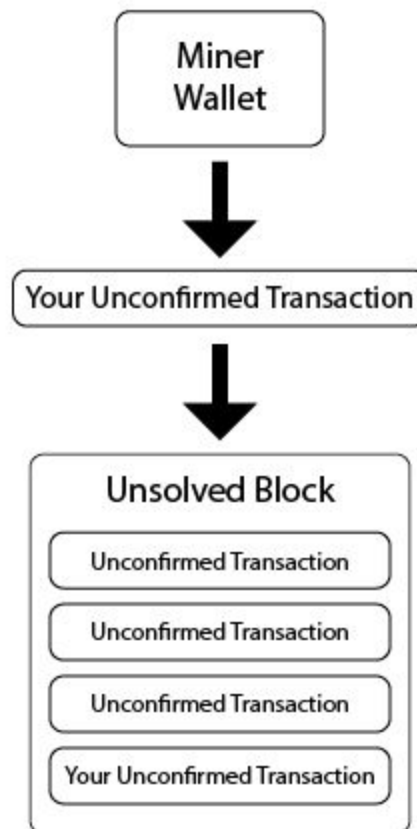 Miner
Wallet
Your Unconfirmed Transaction
Unsolved Block
Unconfirmed Transaction
Unconfirmed Transaction
Unconfirmed Transaction
Your Unconfirmed Transaction